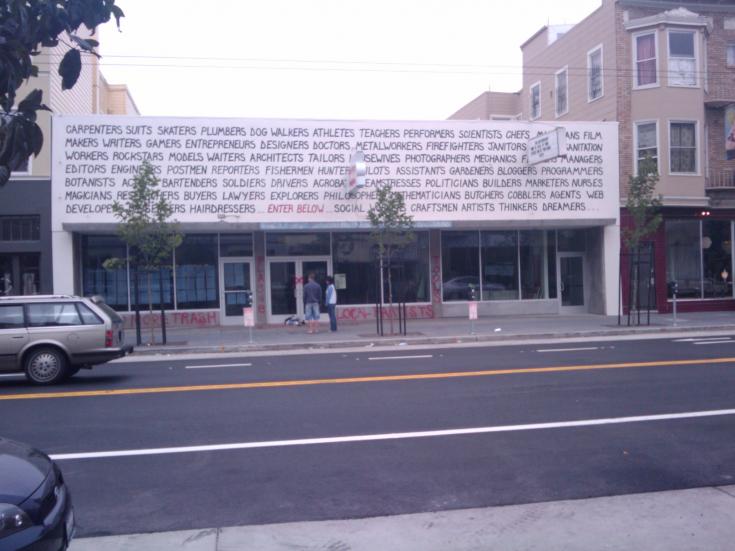 CARPENTERS SUITS SKATERS PLUMBERS DOG WALKERS ATHLETES TEACHERS PERFORMERS SCIENTISTS CHEFS FILM
MAKERS WRITERS GAMERS ENTREPRENEURS DESIGNERS DOCTORS METALWORKERS FIREFIGHTERS JANITORS
WORKERS ROCKSTARS MODELS WAITERS ARCHITECTS TAILORS PHOTOGRAPHERS MECHANICS MANAGERS
EDITORS POSTMEN REPORTERS FISHERMEN ASSISTANTS GARDENERS BLOGGERS PROGRAMMERS
BOTANISTS BARTENDERS SOLDIERS DRIVERS POLITICIANS BUILDERS MARKETERS NURSES
MAGICIANS BUYERS LAWYERS EXPLORERS BUTCHERS COBBLERS AGENTS WEB
HAIRDRESSERS ... ENTER BELOW ... SOCIAL CRAFTSMEN ARTISTS THINKERS DREAMERS ...
TRASH